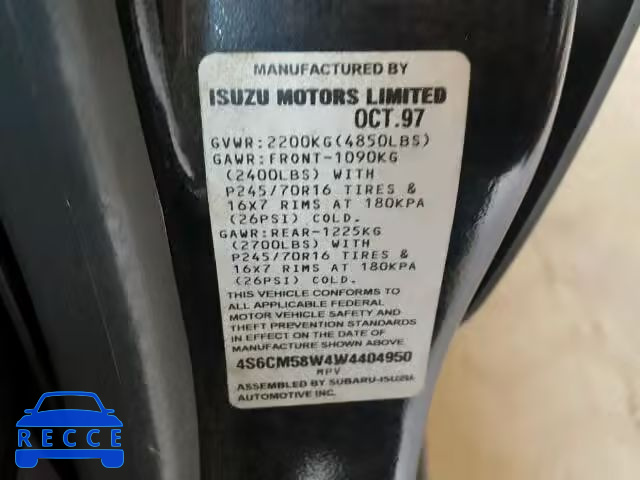 MANUFACTURED BY
ISUZU MOTORS LIMITED
OCT.97
GVWR:2200KG(4850LBS)
GAWR:FRONT-1090KG
(2400LBS) WITH
P245/70R16 TIRES &
16X7 RIMS AT 180KPA
(26PSI) COLD.
GAWR:REAR-1225KG
(2700LBS) WITH
P245/70R16 TIRES &
16X7 RIMS AT 180KPA
(26PSI) COLD.
THIS VEHICLE CONFORMS TO
ALL APPLICABLE FEDERAL
MOTOR VEHICLE SAFETY AND
THEFT PREVENTION STANDARDS
IN EFFECT ON THE DATE OF
MANUFACTURE SHOWN ABOVE
4S6CM58W4W4404950
MPV
ASSEMBLED BY SUBARU-ISUZU
AUTOMOTIVE INC.
RECCE